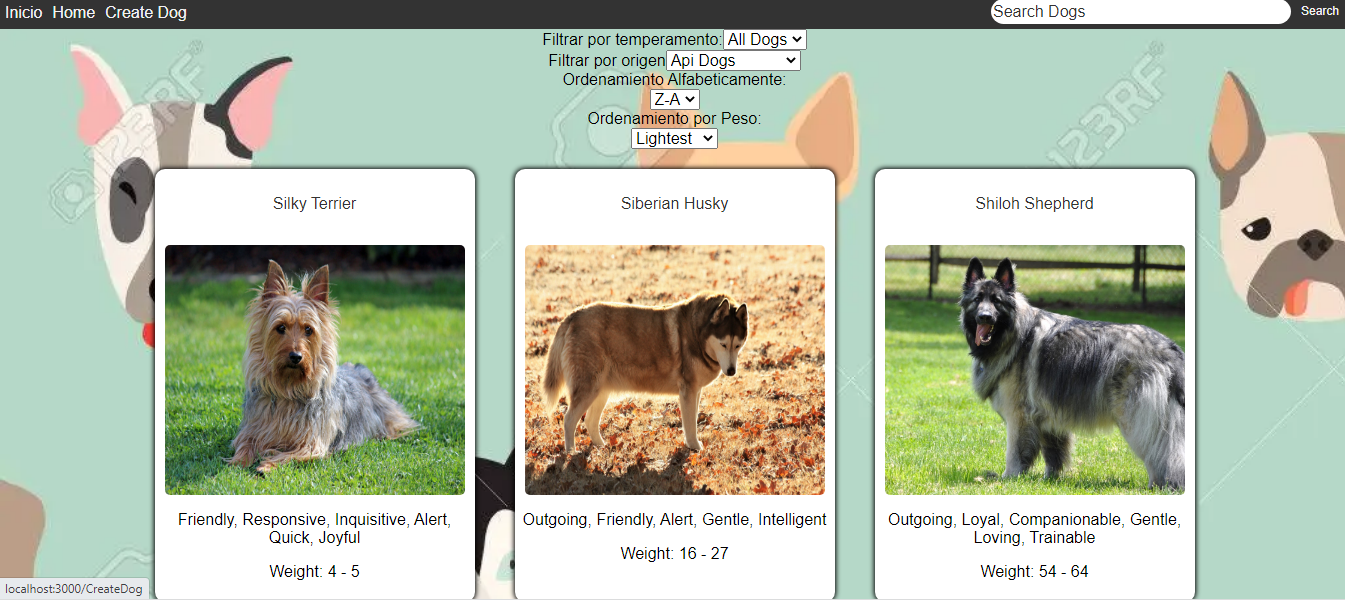 Inicio Home Create Dog Search Dogs Search
Filtrar por temperamento: All Dogs
Filtrar por origen Api Dogs
Ordenamiento Alfabeticamente:
Z-A
Ordenamiento por Peso:
Lightest
123RF
123RF
Silky Terrier
Siberian Husky
Shiloh Shepherd
Friendly, Responsive, Inquisitive, Alert,
Quick, Joyful
Weight: 4 - 5
Outgoing, Friendly, Alert, Gentle, Intelligent
Weight: 16 - 27
Outgoing, Loyal, Companionable, Gentle,
Loving, Trainable
Weight: 54 - 64
localhost:3000/CreateDog